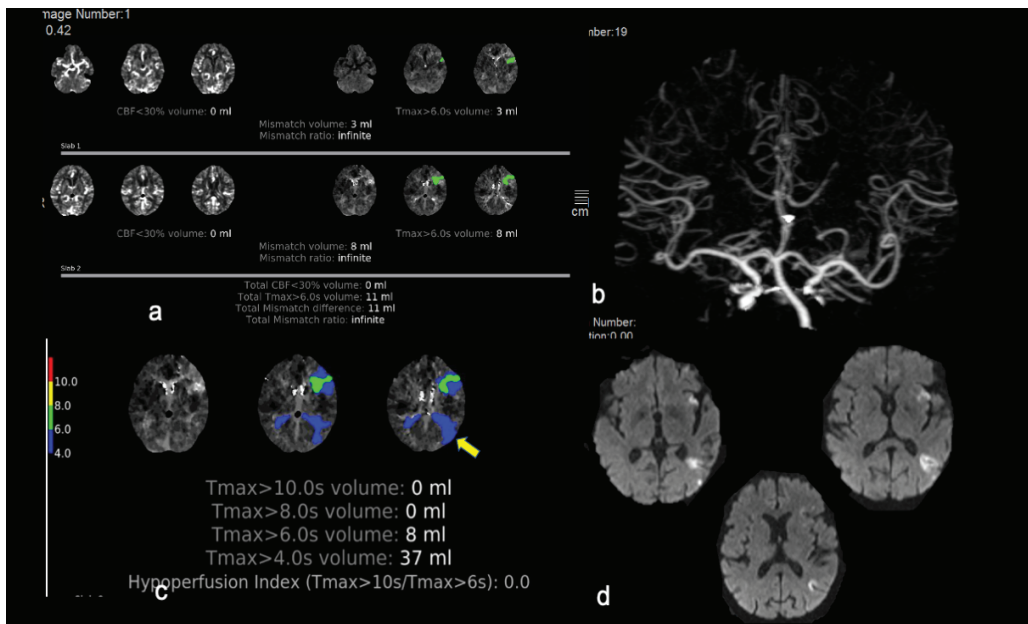 mage Number:1
0.42
CBF<30% volume: 0 ml
Tmax>6.0s volume: 3 ml
Mismatch volume: 3 ml
Mismatch ratio: infinite
Slab 1
CBF<30% volume: 0 ml
Tmax>6.0s volume: 8 ml
Mismatch volume: 8 ml
Mismatch ratio: infinite
Slab 2
Total CBF<30% volume: 0 ml
Total Tmax>6.0s volume: 11 ml
Total Mismatch difference: 11 ml
Total Mismatch ratio: infinite
a
mber:19
cm
b
10.0
8.0
6.0
4.0
Tmax>10.0s volume: 0 ml
Tmax>8.0s volume: 0 ml
Tmax>6.0s volume: 8 ml
Tmax>4.0s volume: 37 ml
Hypoperfusion Index (Tmax>10s/Tmax>6s): 0.0
c
Number:
tion:0.00
d